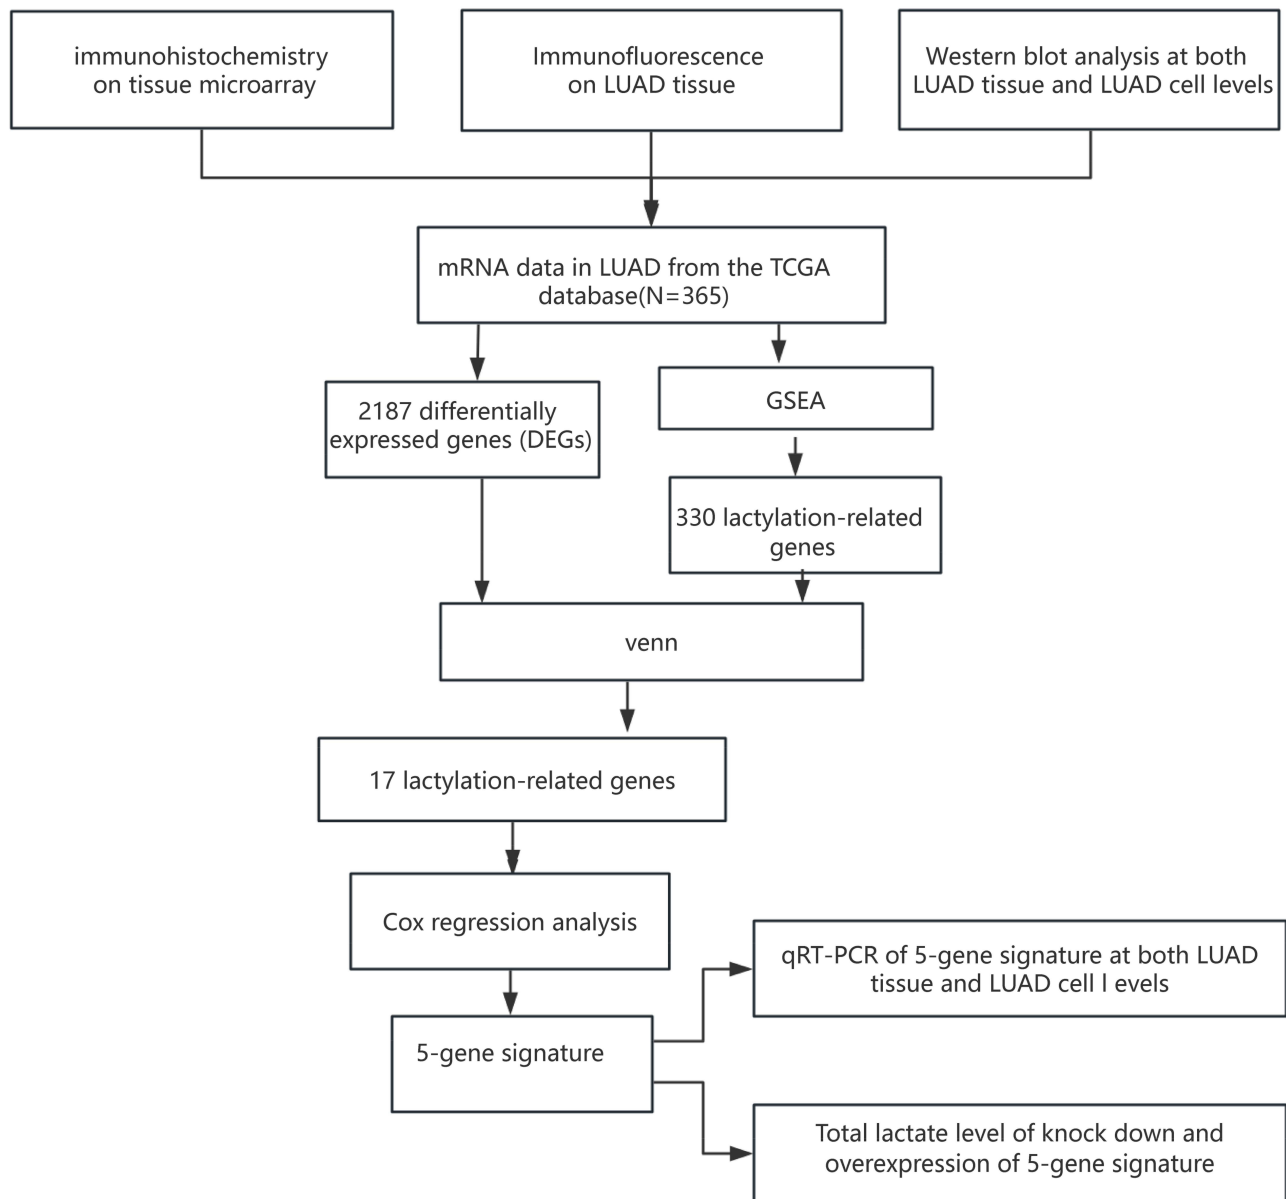 immunohistochemistry
on tissue microarray
Immunofluorescence
on LUAD tissue
Western blot analysis at both
LUAD tissue and LUAD cell levels
mRNA data in LUAD from the TCGA
database(N=365)
2187 differentially
expressed genes (DEGs)
GSEA
330 lactylation-related
genes
venn
17 lactylation-related genes
Cox regression analysis
5-gene signature
qRT-PCR of 5-gene signature at both LUAD
tissue and LUAD cell l evels
Total lactate level of knock down and
overexpression of 5-gene signature